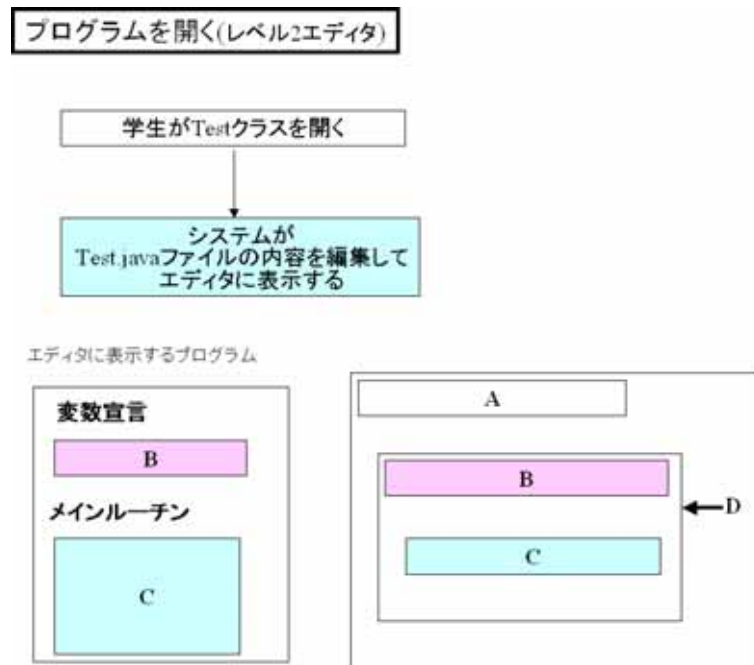 プログラムを開く(レベル2エディタ)
学生がTestクラスを開く
システムが
Test.javaファイルの内容を編集して
エディタに表示する
エディタに表示するプログラム
変数宣言
B
メインルーチン
C
A
B
D
C